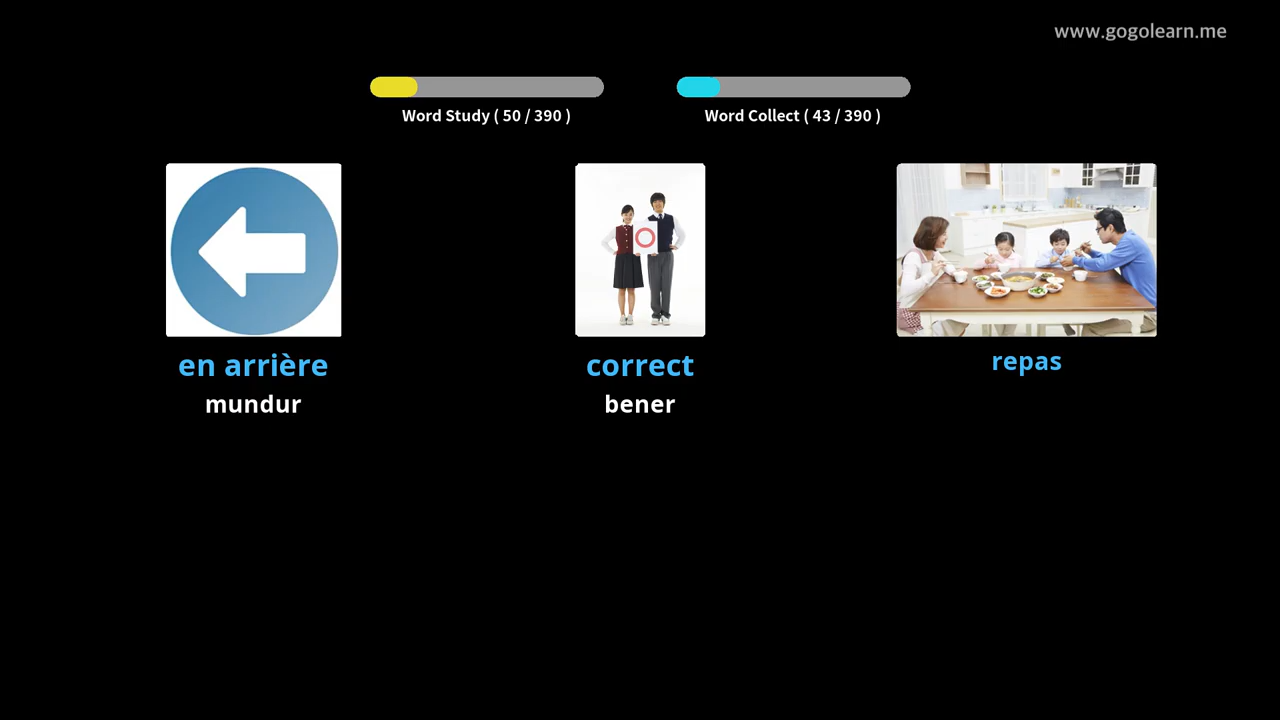 www.gogolearn.me
Word Study ( 50 / 390 )
Word Collect ( 43 / 390 )
en arrière
mundur
correct
bener
repas